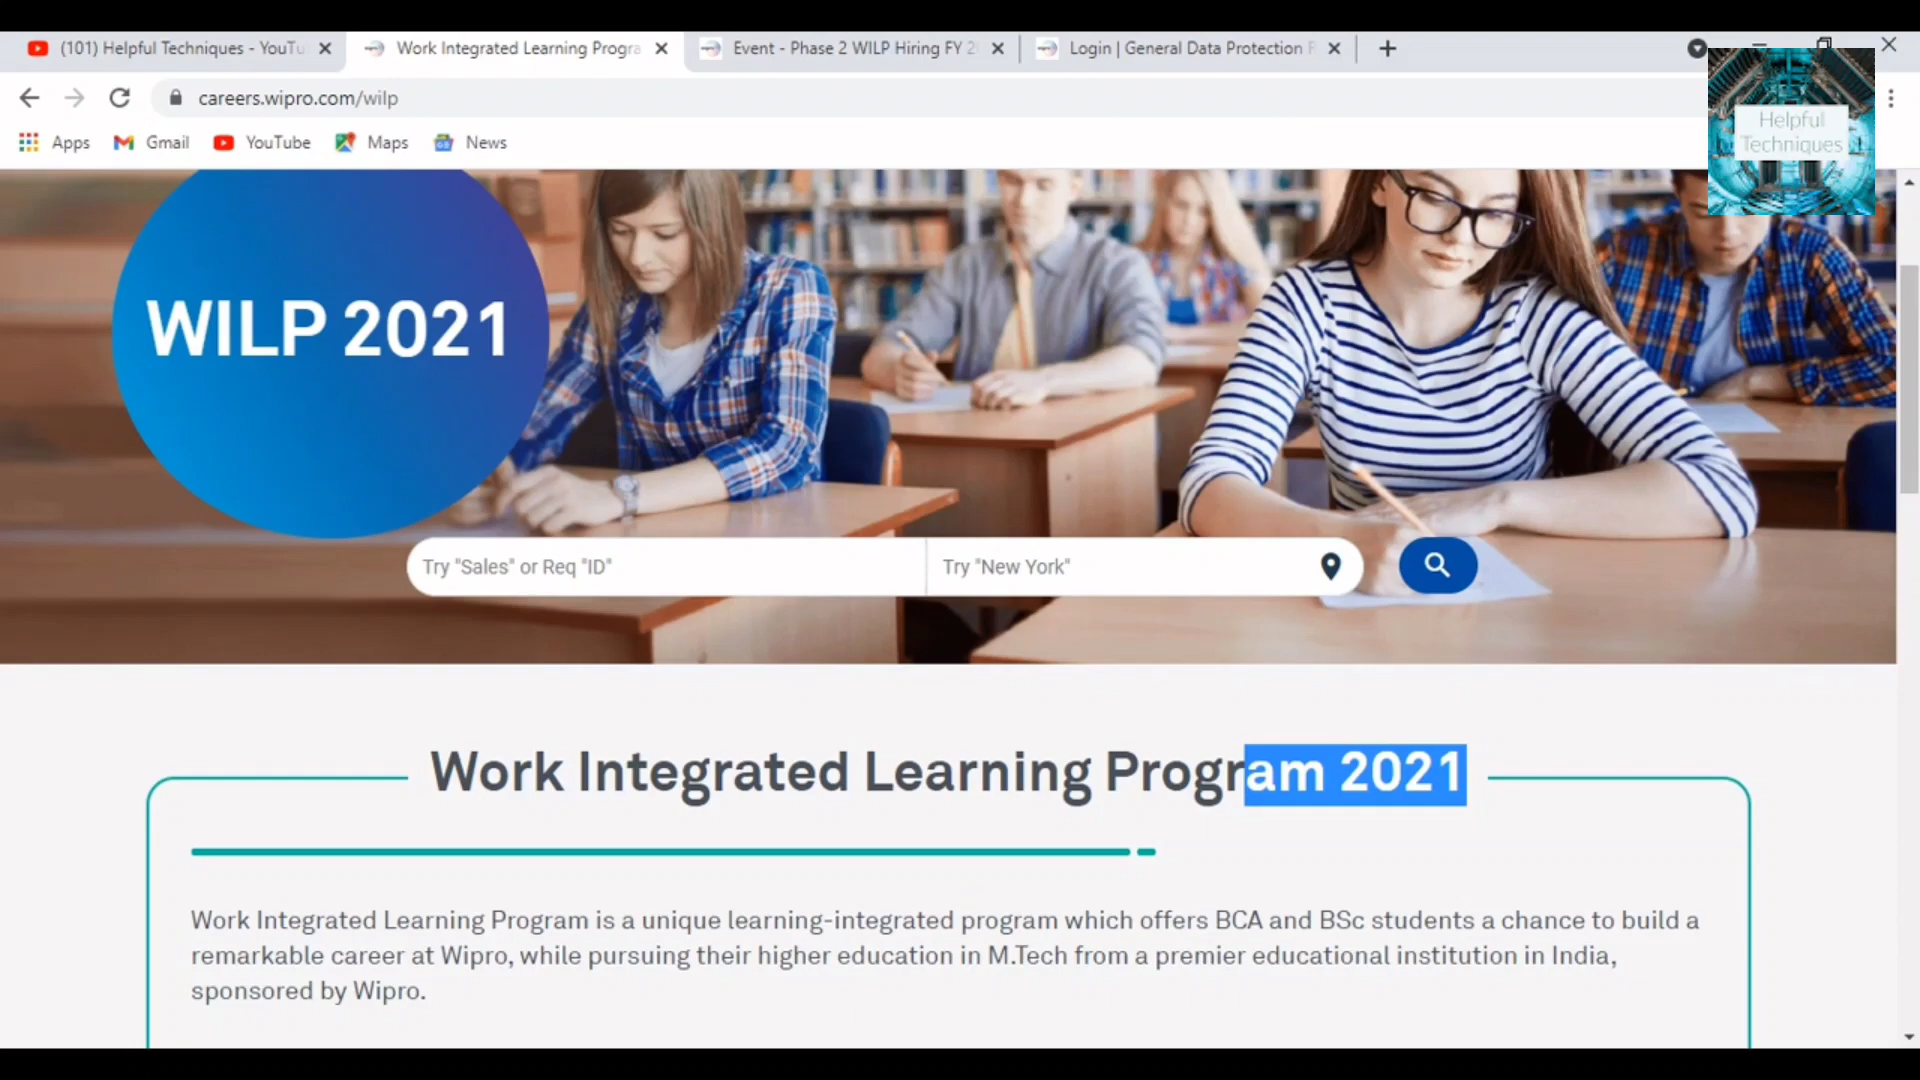 (101) Helpful Techniques - YouTu
Work Integrated Learning Progra
Event - Phase 2 WILP Hiring FY 2
Login | General Data Protection R
careers.wipro.com/wilp
Apps
Gmail
YouTube
Maps
News
Helpful
Techniques
WILP 2021
Try "Sales" or Req "ID"
Try "New York"
Work Integrated Learning Program 2021
Work Integrated Learning Program is a unique learning-integrated program which offers BCA and BSc students a chance to build a
remarkable career at Wipro, while pursuing their higher education in M.Tech from a premier educational institution in India,
sponsored by Wipro.